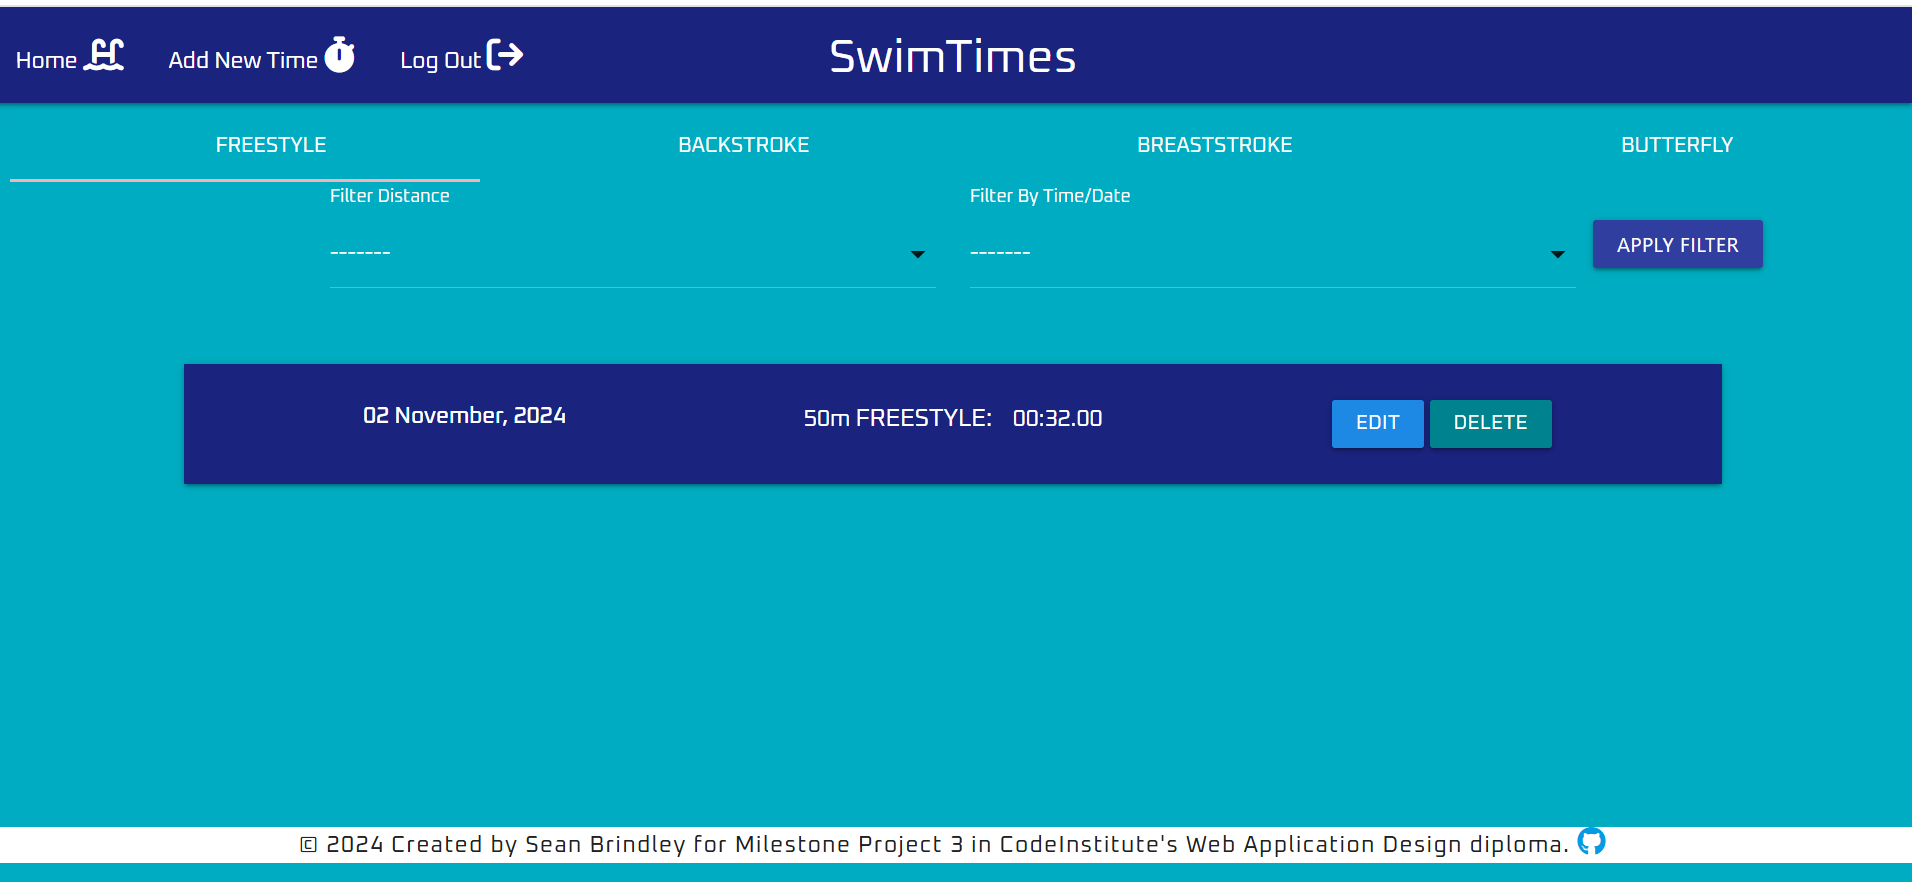 Home Add New Time Log Out SwimTimes
FREESTYLE BACKSTROKE BREASTSTROKE BUTTERFLY
Filter Distance Filter By Time/Date
------- ------- APPLY FILTER
02 November, 2024 50m FREESTYLE: 00:32.00 EDIT DELETE
© 2024 Created by Sean Brindley for Milestone Project 3 in CodeInstitute's Web Application Design diploma.